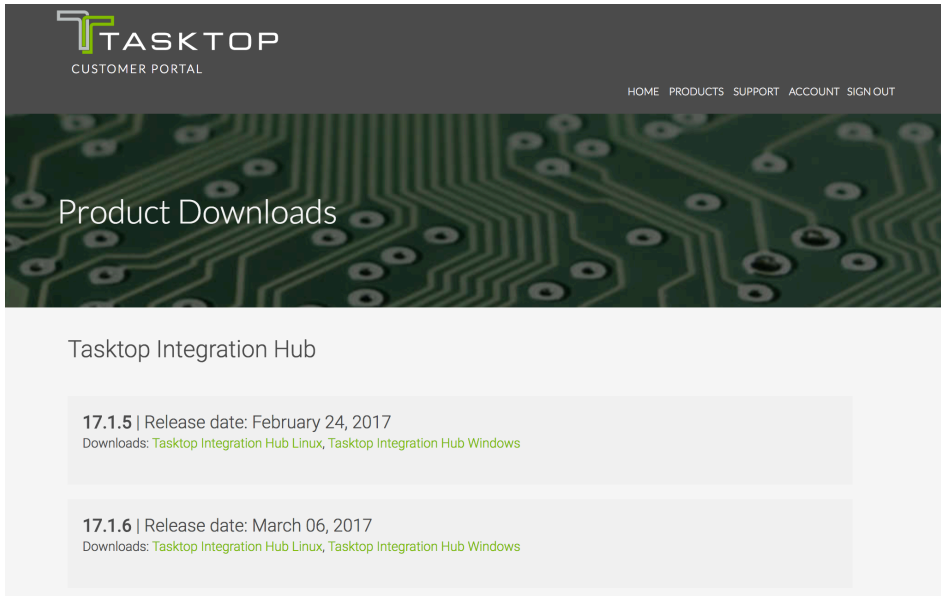 TASKTOP
CUSTOMER PORTAL
HOME PRODUCTS SUPPORT ACCOUNT SIGN OUT
Product Downloads
Tasktop Integration Hub
17.1.5 | Release date: February 24, 2017
Downloads: Tasktop Integration Hub Linux, Tasktop Integration Hub Windows
17.1.6 | Release date: March 06, 2017
Downloads: Tasktop Integration Hub Linux, Tasktop Integration Hub Windows